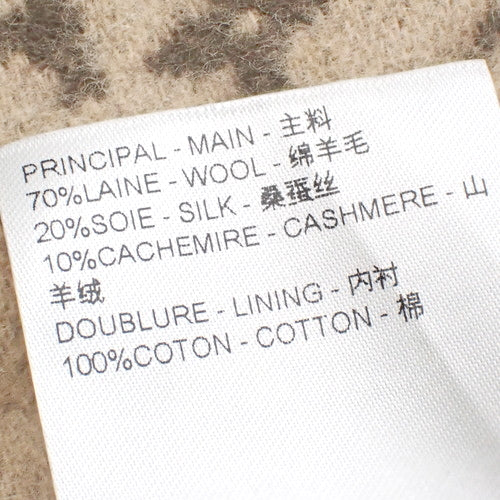 PRINCIPAL - MAIN - 主料
70%LAINE - WOOL - 绵羊毛
20%SOIE - SILK - 桑蚕丝
10%CACHEMIRE - CASHMERE - 山
羊绒
DOUBLURE - LINING - 内衬
100%COTON - COTTON - 棉